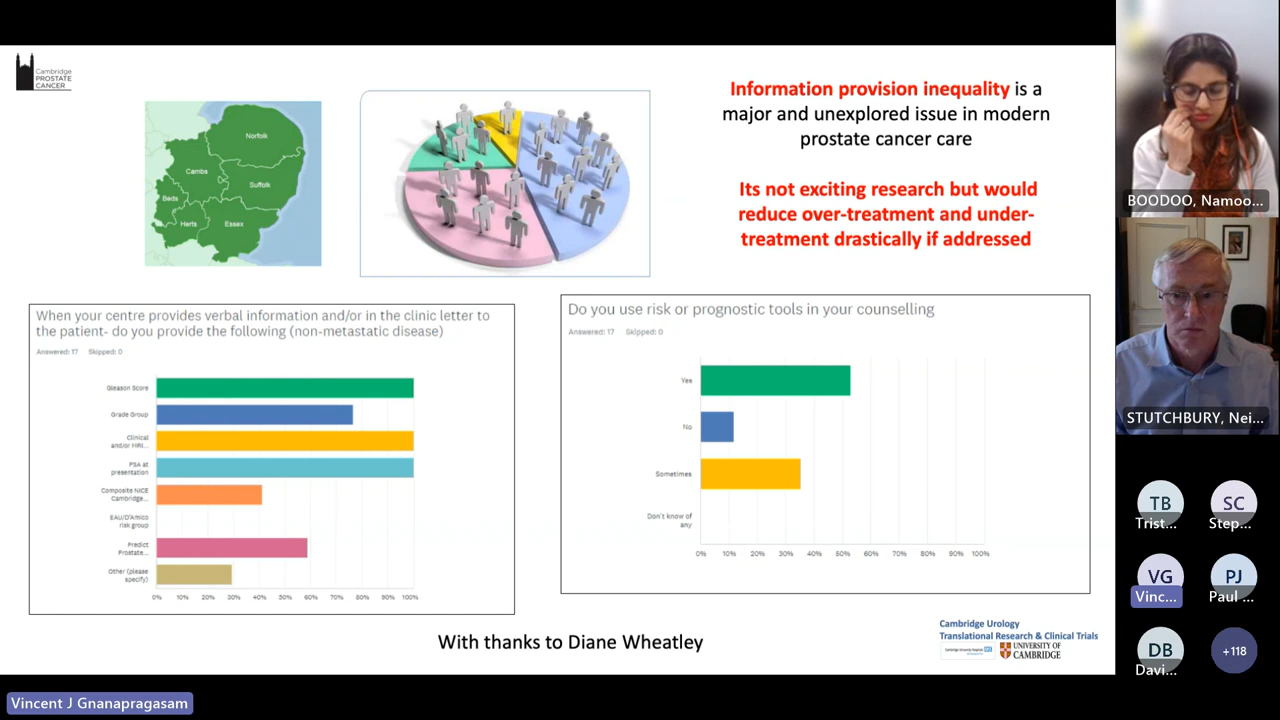 Cambridge
PROSTATE
CANCER
Norfolk
Cambs
Suffolk
Beds
Herts
Essex
Information provision inequality is a
major and unexplored issue in modern
prostate cancer care
Its not exciting research but would
reduce over-treatment and under-
treatment drastically if addressed
When your centre provides verbal information and/or in the clinic letter to
the patient- do you provide the following (non-metastatic disease)
Answered: 17 Skipped: 0
Gleason Score
Grade Group
Clinical
and/or MRI...
PSA at
presentation
Composite NICE
Cambridge...
EAU/D'Amico
risk group
Predict
Prostate...
Other (please
specify)
0% 10% 20% 30% 40% 50% 60% 70% 80% 90% 100%
Do you use risk or prognostic tools in your counselling
Answered: 17 Skipped: 0
Yes
No
Sometimes
Don't know of
any
0% 10% 20% 30% 40% 50% 60% 70% 80% 90% 100%
With thanks to Diane Wheatley
Cambridge Urology
Translational Research & Clinical Trials
Cambridge University Hospitals NHS
UNIVERSITY OF
CAMBRIDGE
BOODOO, Namoo...
STUTCHBURY, Nei...
TB
Trist...
SC
Step...
VG
Vinc...
PJ
Paul ...
DB
Davi...
+118
Vincent J Gnanapragasam